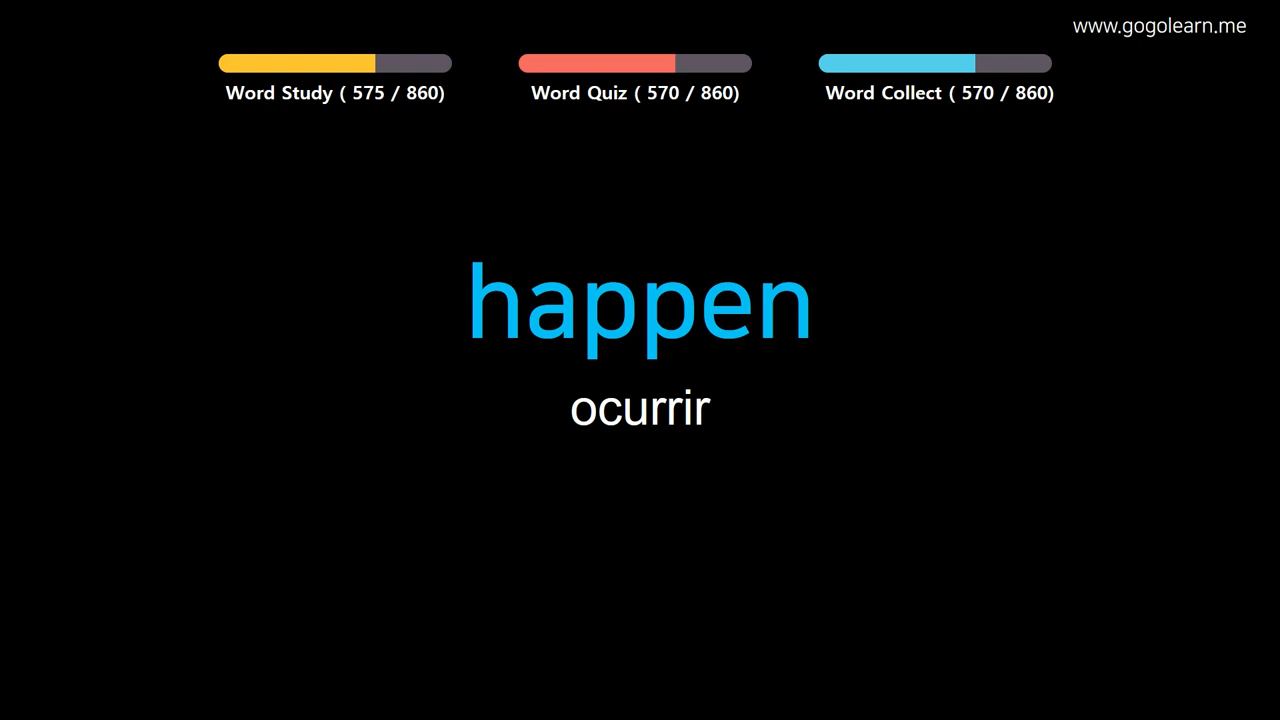 www.gogolearn.me
Word Study ( 575 / 860)
Word Quiz ( 570 / 860)
Word Collect ( 570 / 860)
happen
ocurrir